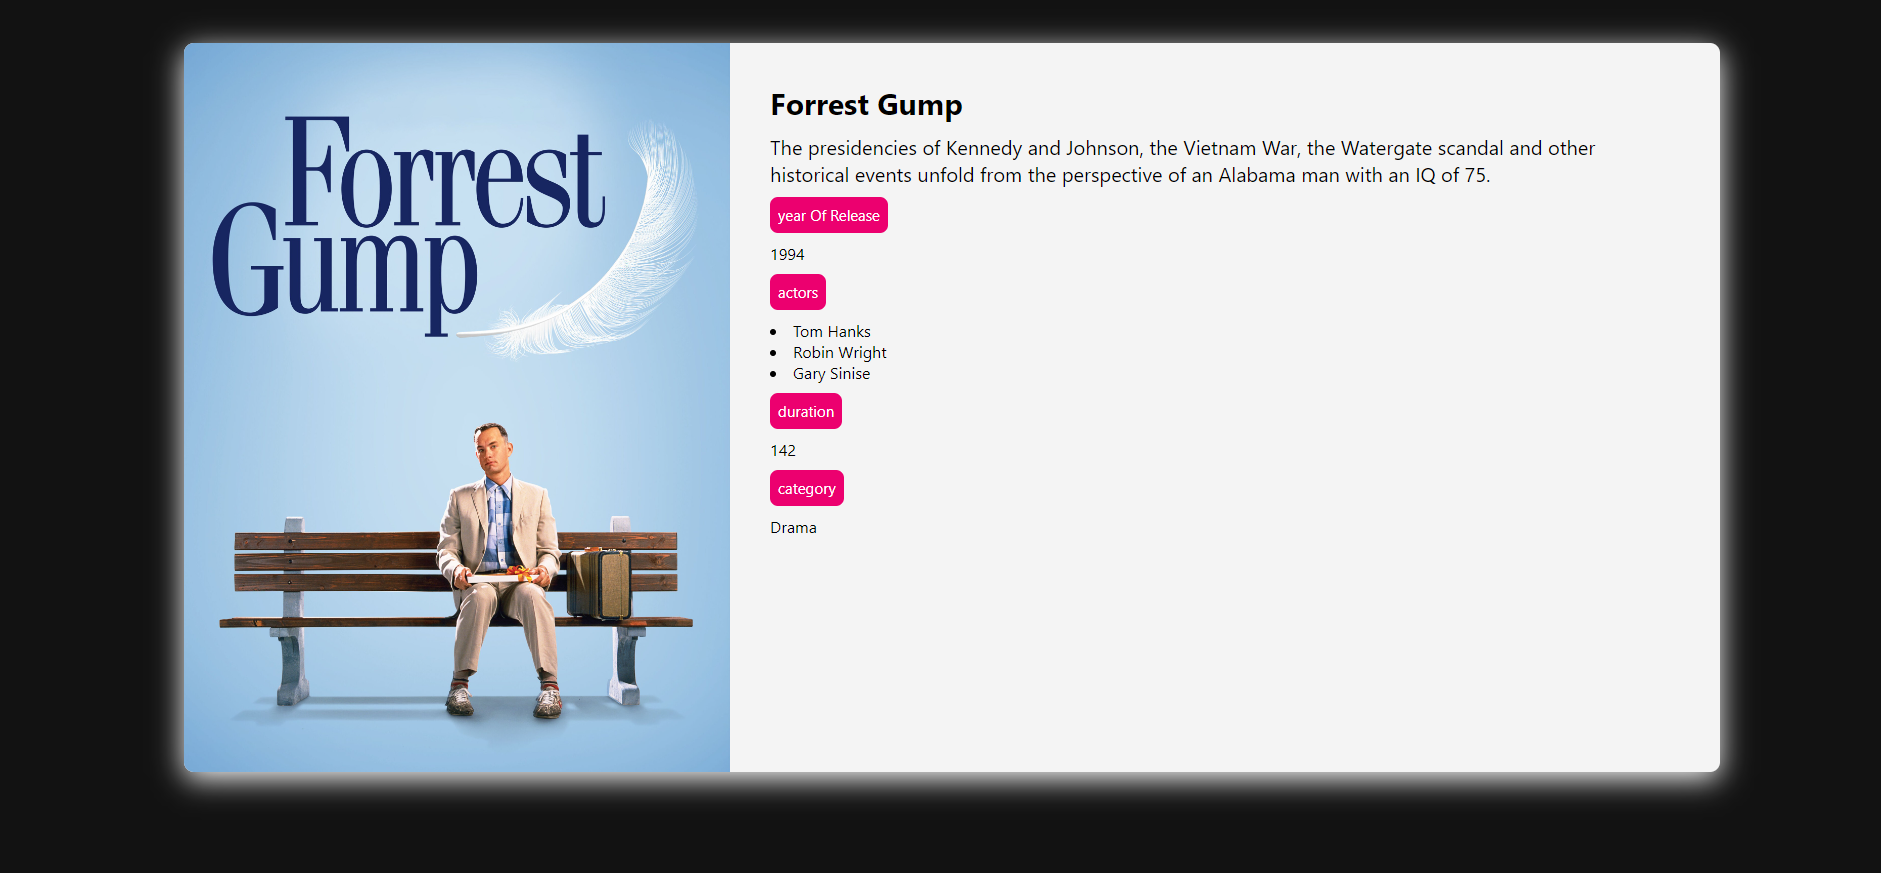 Forrest
Gump
Forrest Gump
The presidencies of Kennedy and Johnson, the Vietnam War, the Watergate scandal and other
historical events unfold from the perspective of an Alabama man with an IQ of 75.
year Of Release
1994
actors
Tom Hanks
Robin Wright
Gary Sinise
duration
142
category
Drama